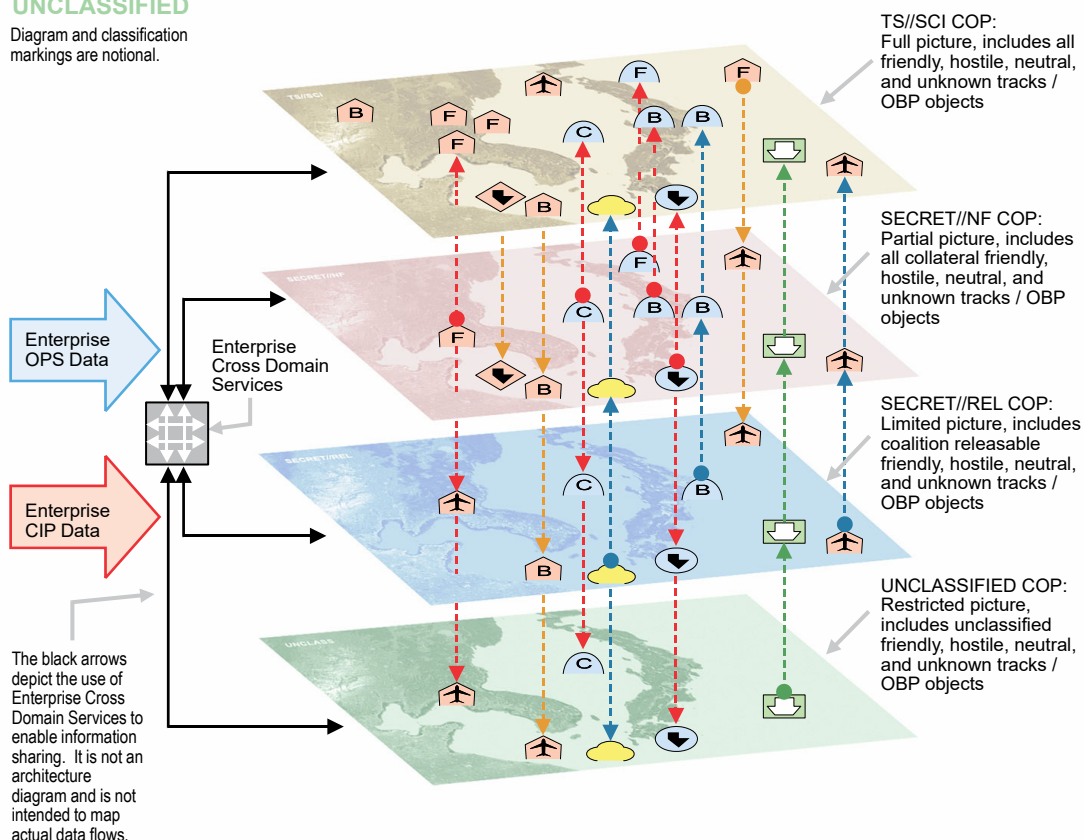 UNCLASSIFIED
Diagram and classification
markings are notional.
TS//SCI COP:
Full picture, includes all
friendly, hostile, neutral,
and unknown tracks /
OBP objects
TS//SCI
F
F
B
F
F
F
B
B
C
B
SECRET//NF COP:
Partial picture, includes
all collateral friendly,
hostile, neutral, and
unknown tracks / OBP
objects
SECRET//NF
F
C
B
B
F
B
Enterprise
OPS Data
Enterprise
Cross Domain
Services
SECRET//REL COP:
Limited picture, includes
coalition releasable
friendly, hostile, neutral,
and unknown tracks /
OBP objects
SECRET//REL
C
B
B
Enterprise
CIP Data
UNCLASSIFIED COP:
Restricted picture,
includes unclassified
friendly, hostile, neutral,
and unknown tracks /
OBP objects
UNCLASS
C
The black arrows
depict the use of
Enterprise Cross
Domain Services to
enable information
sharing.  It is not an
architecture
diagram and is not
intended to map
actual data flows.